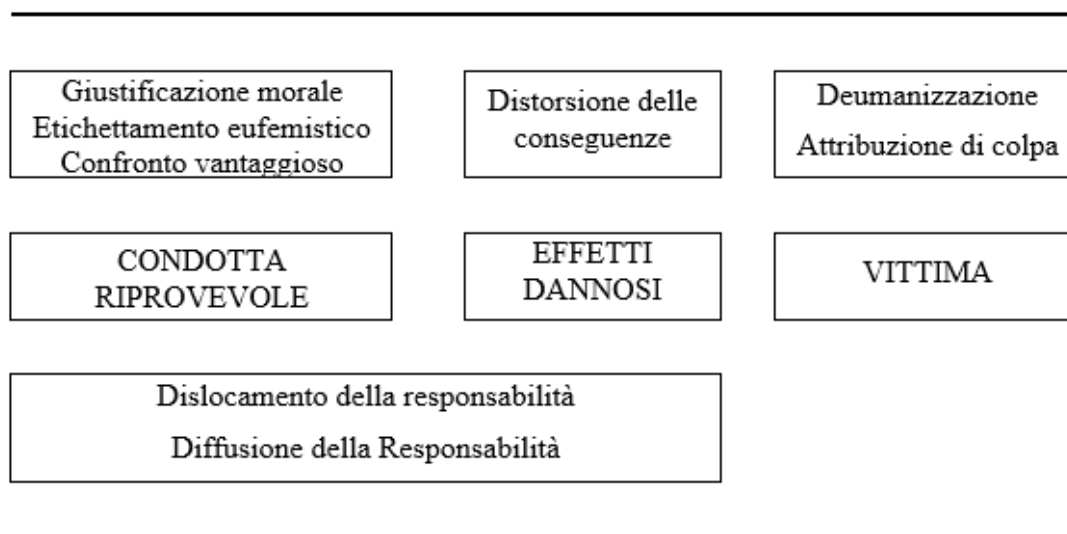 Giustificazione morale
Etichettamento eufemistico
Confronto vantaggioso
Distorsione delle
conseguenze
Deumanizzazione
Attribuzione di colpa
CONDOTTA
RIPROVEVOLE
EFFETTI
DANNOSI
VITTIMA
Dislocamento della responsabilità
Diffusione della Responsabilità